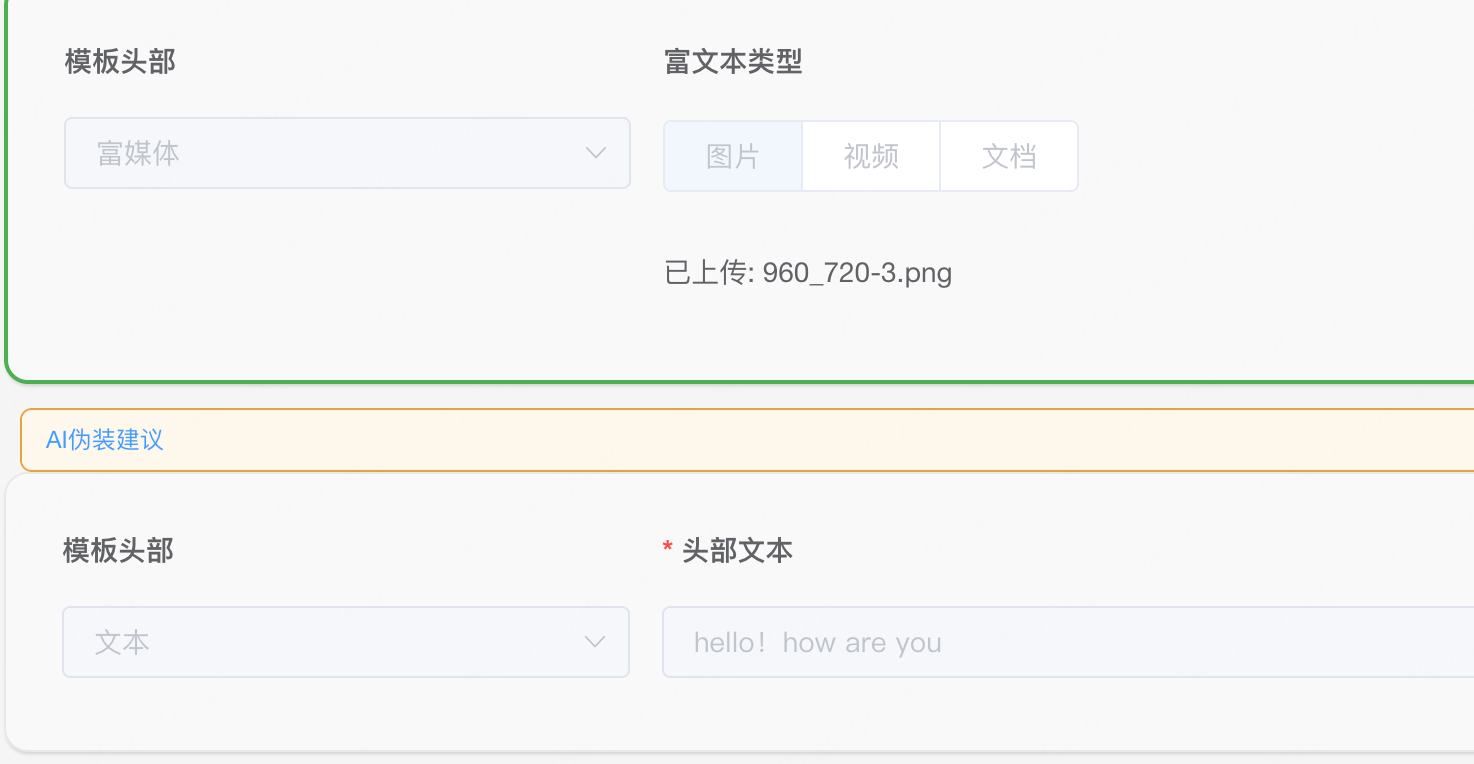 模板头部
富文本类型
富媒体
图片
视频
文档
已上传: 960_720-3.png
AI伪装建议
模板头部
* 头部文本
文本
hello！how are you